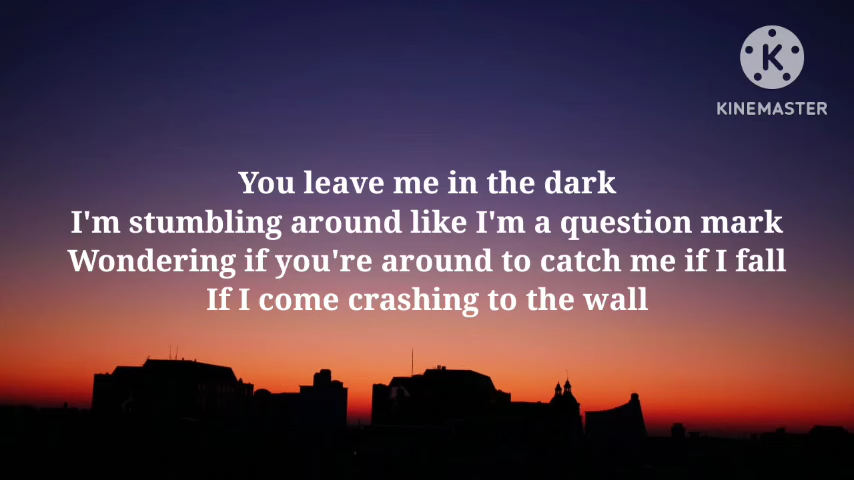 K
KINEMASTER
You leave me in the dark
I'm stumbling around like I'm a question mark
Wondering if you're around to catch me if I fall
If I come crashing to the wall